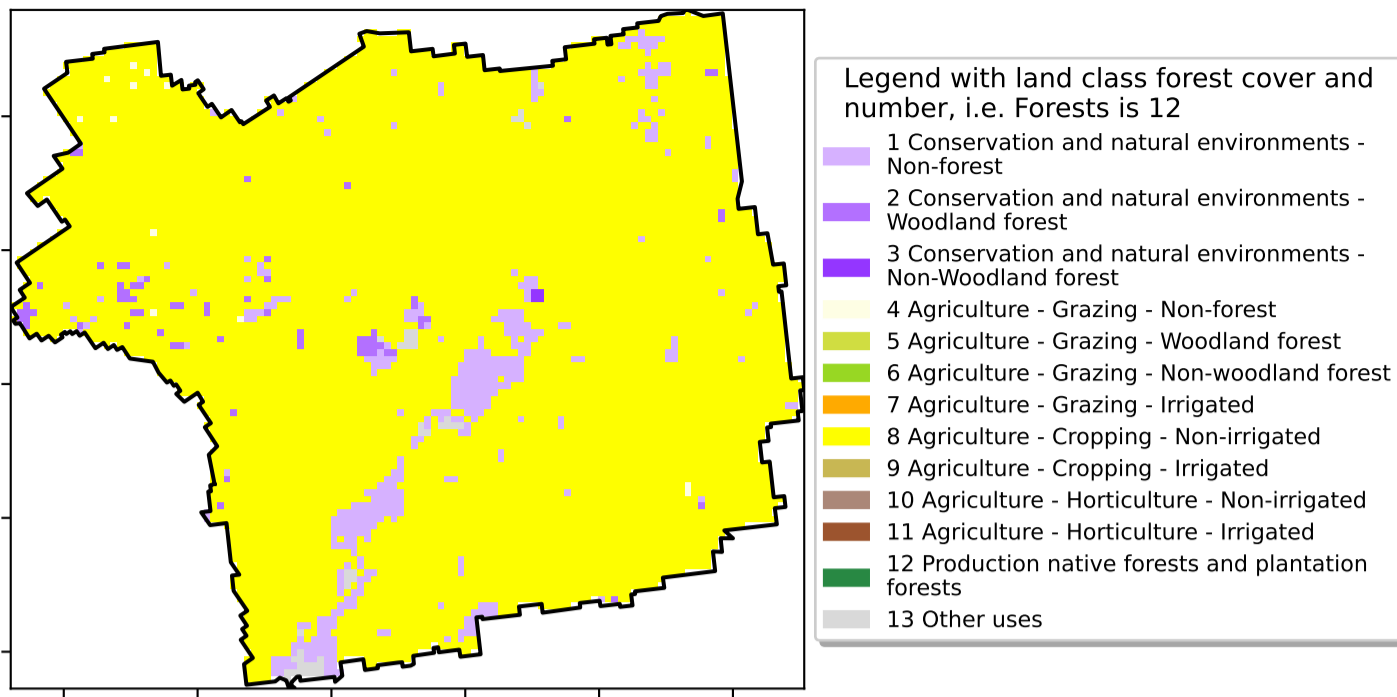 Legend with land class forest cover and
number, i.e. Forests is 12
1 Conservation and natural environments -
Non-forest
2 Conservation and natural environments -
Woodland forest
3 Conservation and natural environments -
Non-Woodland forest
4 Agriculture - Grazing - Non-forest
5 Agriculture - Grazing - Woodland forest
6 Agriculture - Grazing - Non-woodland forest
7 Agriculture - Grazing - Irrigated
8 Agriculture - Cropping - Non-irrigated
9 Agriculture - Cropping - Irrigated
10 Agriculture - Horticulture - Non-irrigated
11 Agriculture - Horticulture - Irrigated
12 Production native forests and plantation
forests
13 Other uses